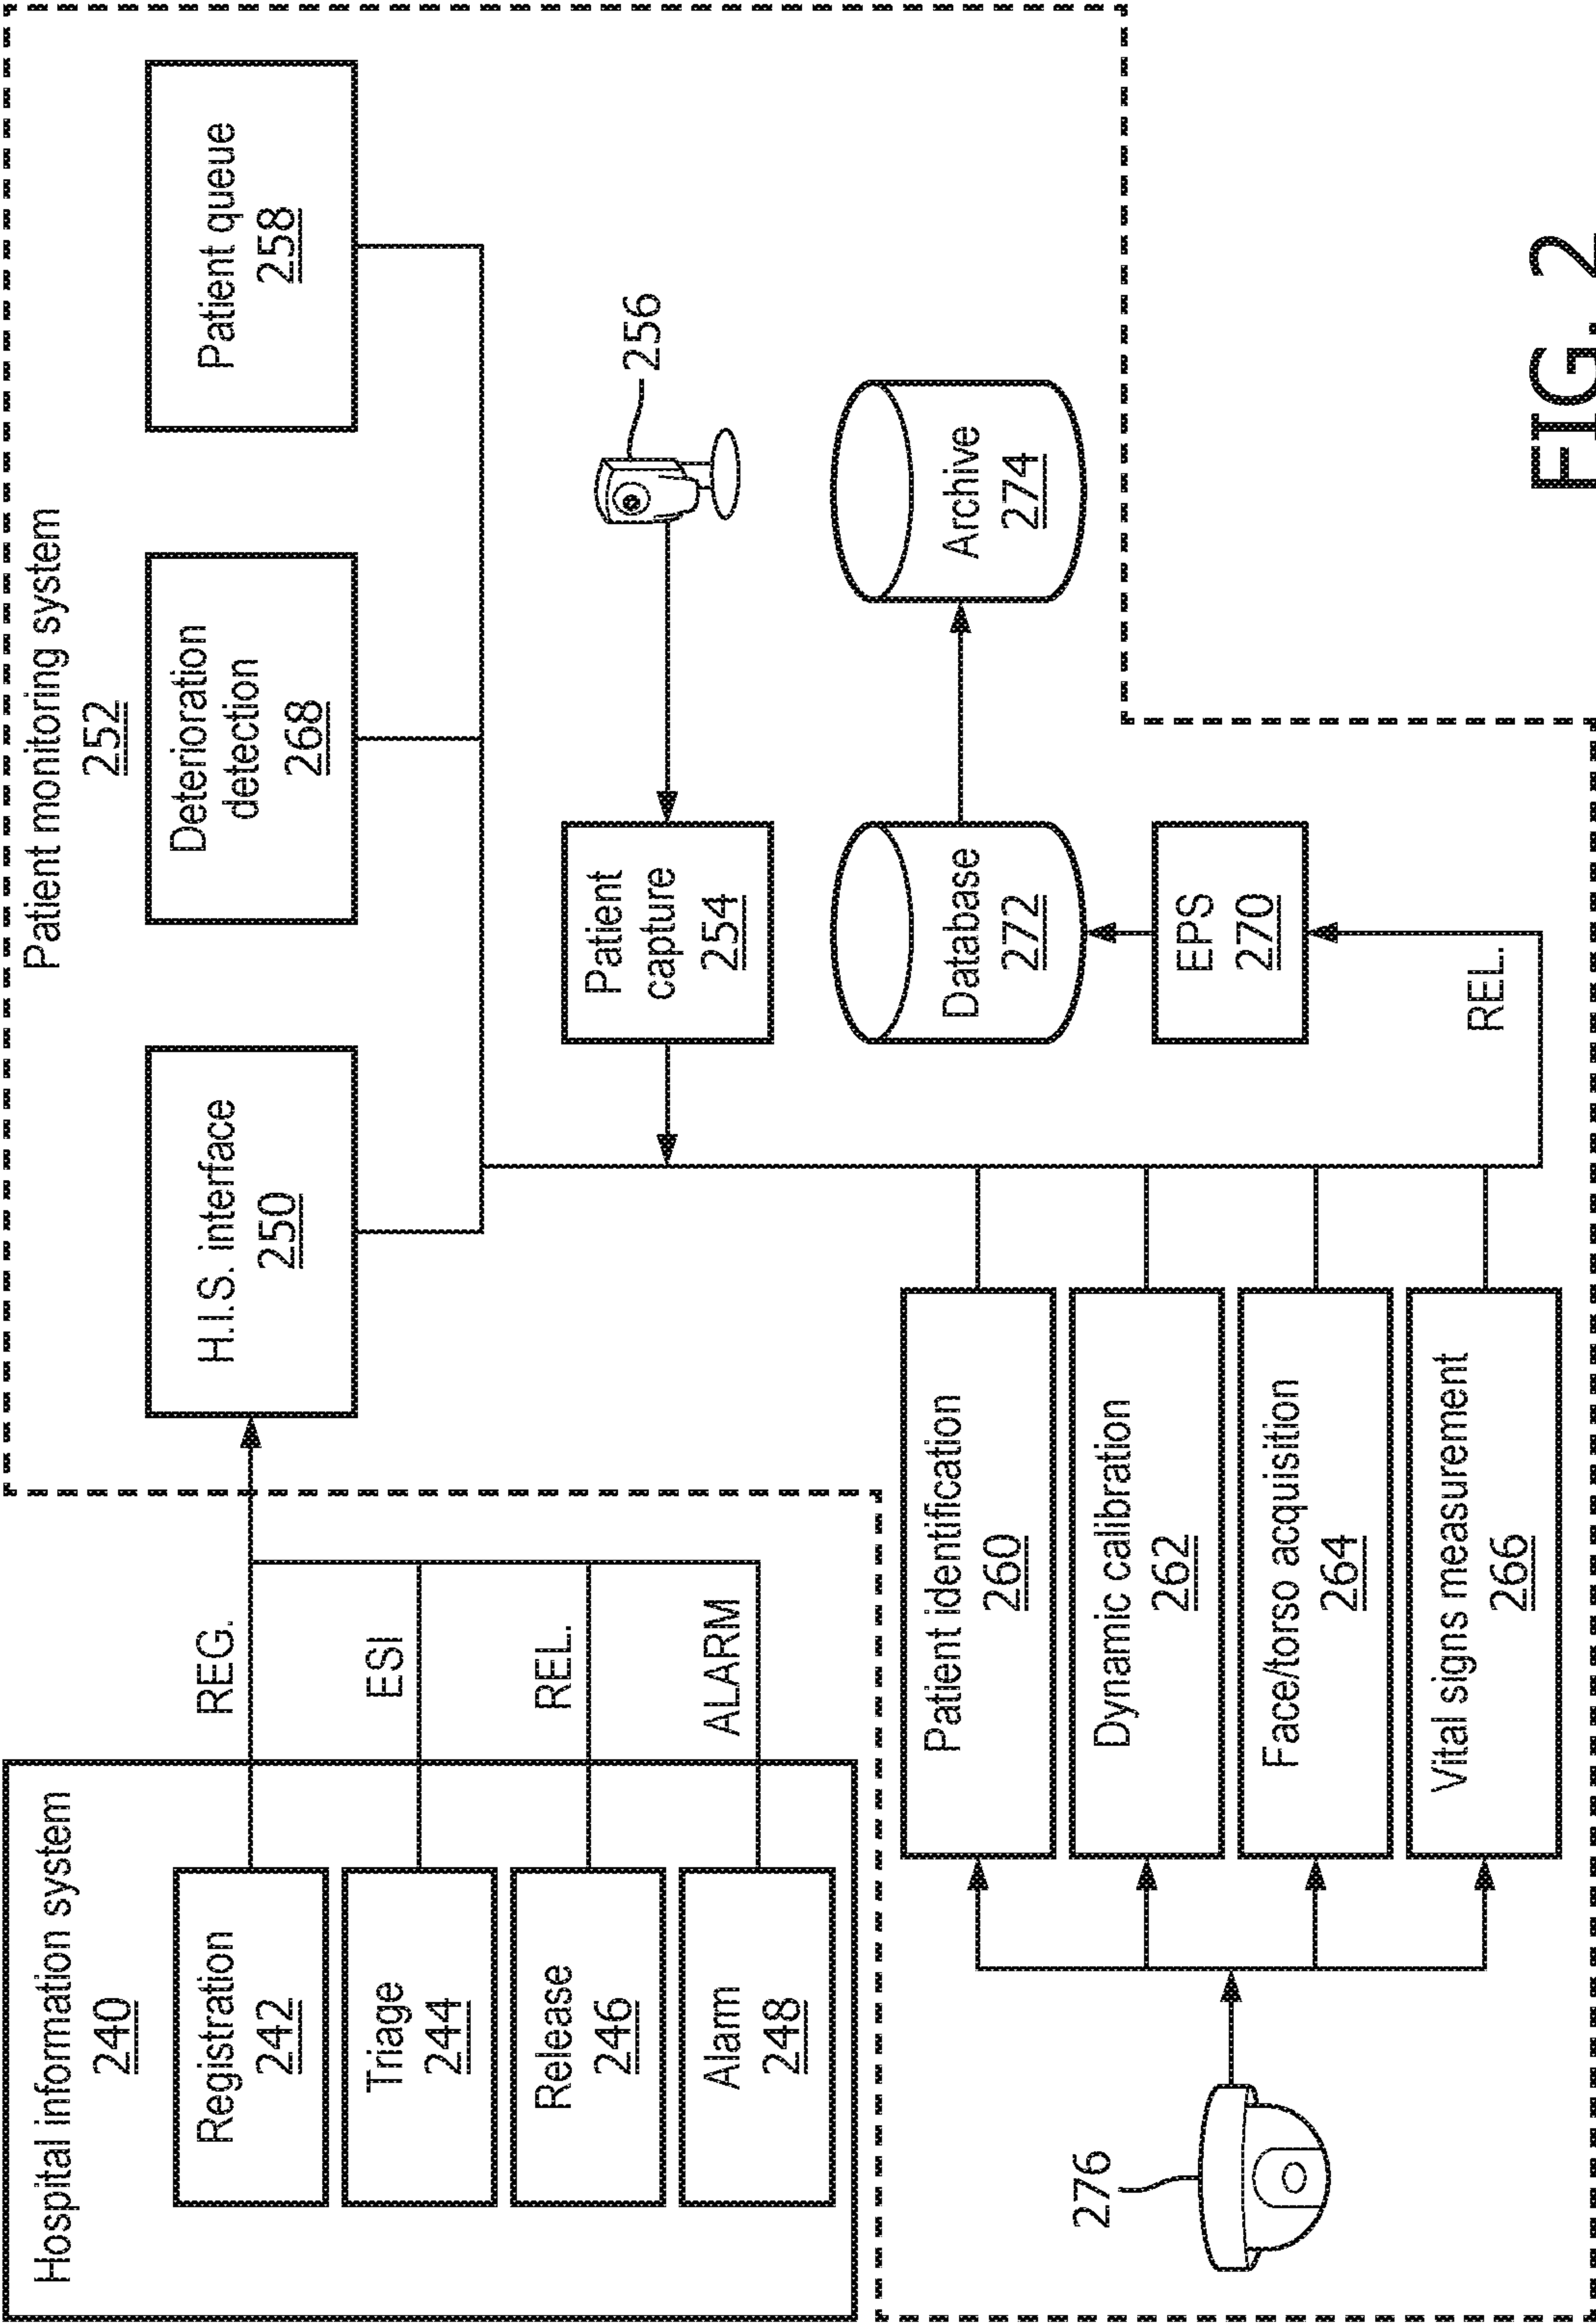 Hospital information system
240
Registration
242
Triage
244
Release
246
Alarm
248
REG.
ESI
REL.
ALARM
Patient monitoring system
252
H.I.S. interface
250
Deterioration
detection
268
Patient queue
258
Patient
capture
254
256
Database
272
Archive
274
EPS
270
REL.
276
Patient identification
260
Dynamic calibration
262
Face/torso acquisition
264
Vital signs measurement
266
FIG. 2